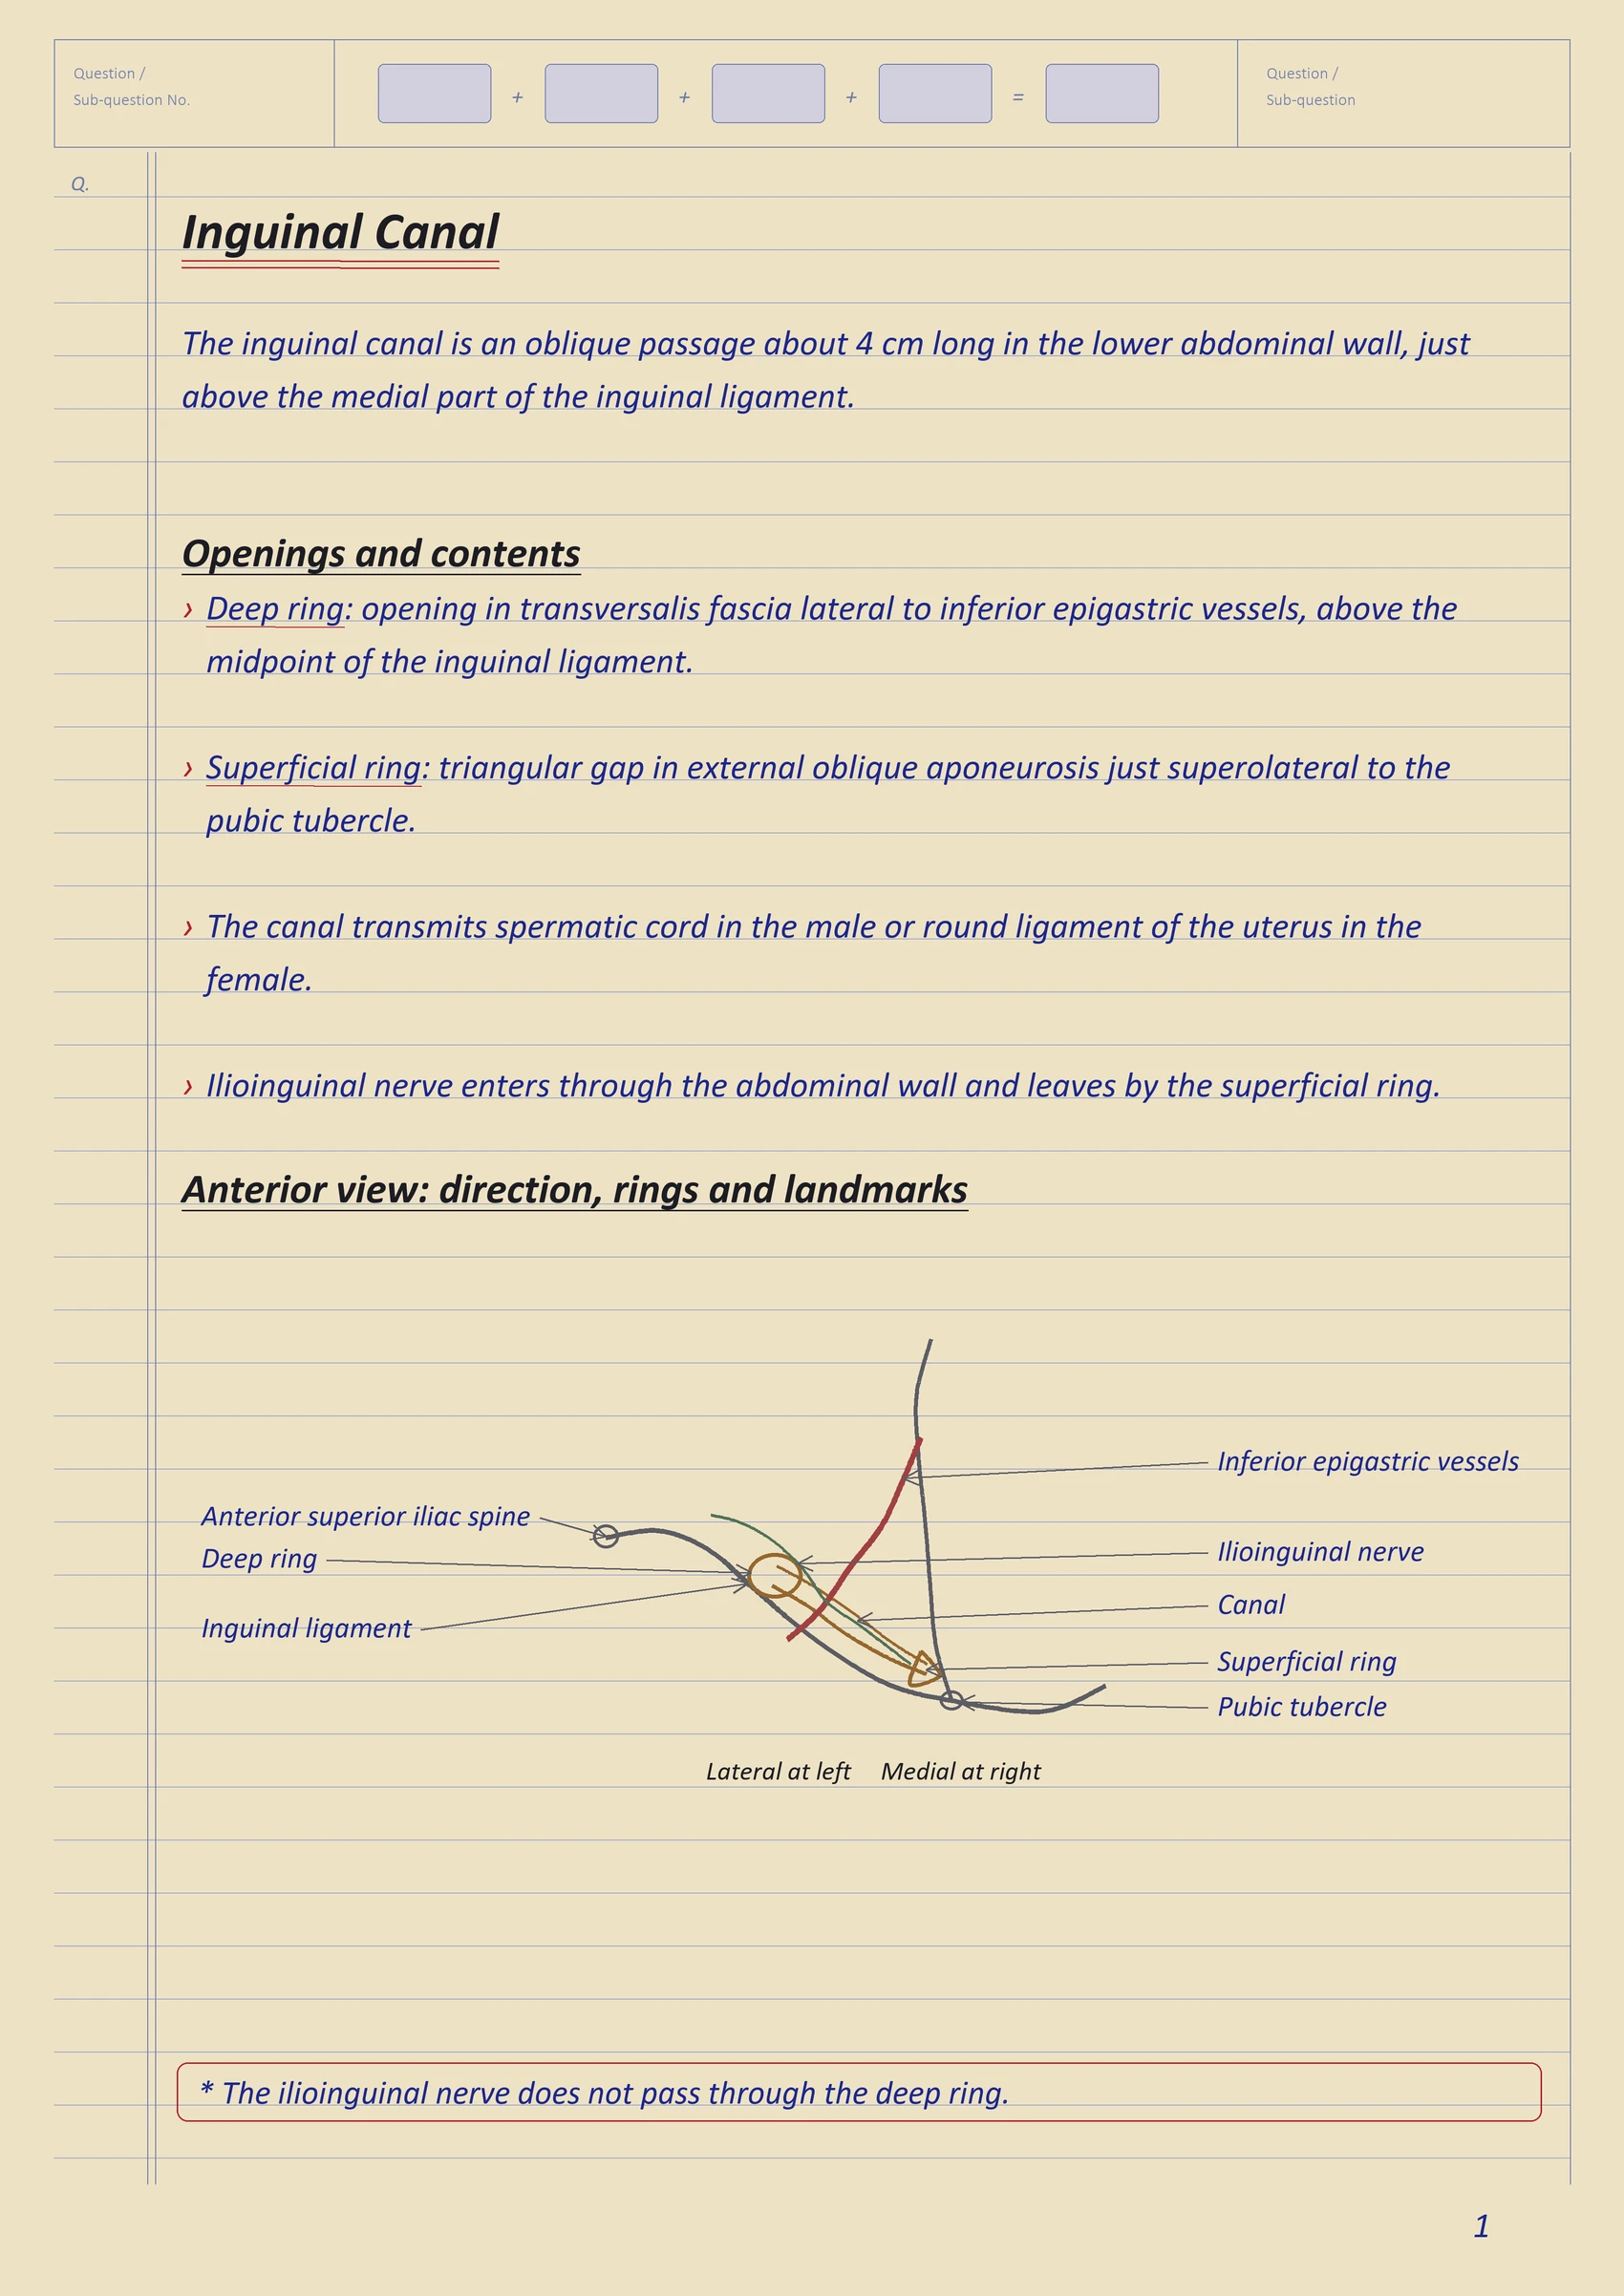 Question /
Sub-question No.
+ + + =
Question /
Sub-question
Q.
Inguinal Canal
The inguinal canal is an oblique passage about 4 cm long in the lower abdominal wall, just
above the medial part of the inguinal ligament.
Openings and contents
› Deep ring: opening in transversalis fascia lateral to inferior epigastric vessels, above the
midpoint of the inguinal ligament.
› Superficial ring: triangular gap in external oblique aponeurosis just superolateral to the
pubic tubercle.
› The canal transmits spermatic cord in the male or round ligament of the uterus in the
female.
› Ilioinguinal nerve enters through the abdominal wall and leaves by the superficial ring.
Anterior view: direction, rings and landmarks
Inferior epigastric vessels
Anterior superior iliac spine
Deep ring
Inguinal ligament
Ilioinguinal nerve
Canal
Superficial ring
Pubic tubercle
Lateral at left Medial at right
* The ilioinguinal nerve does not pass through the deep ring.
1